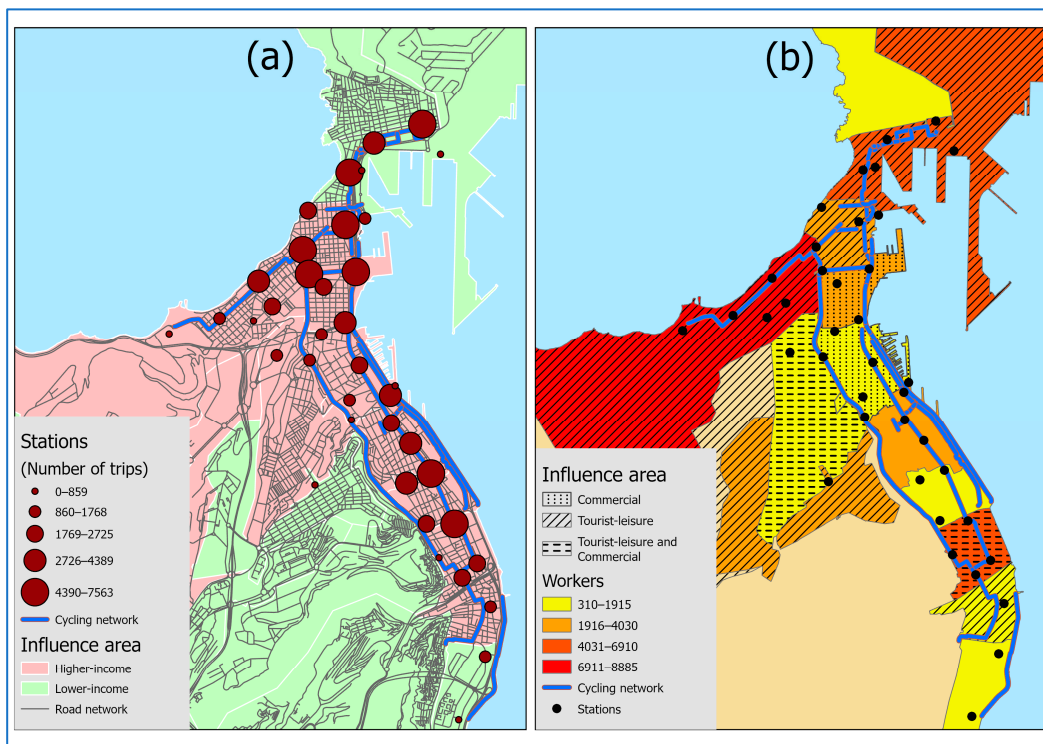 (a)
Stations
(Number of trips)
0–859
860–1768
1769–2725
2726–4389
4390–7563
Cycling network
Influence area
Higher-income
Lower-income
Road network
(b)
Influence area
Commercial
Tourist-leisure
Tourist-leisure and
Commercial
Workers
310–1915
1916–4030
4031–6910
6911–8885
Cycling network
Stations